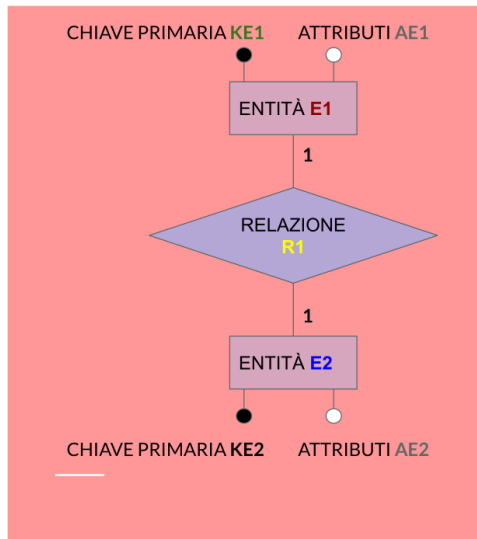 CHIAVE PRIMARIA KE1 ATTRIBUTI AE1
ENTITÀ E1
1
RELAZIONE
R1
1
ENTITÀ E2
CHIAVE PRIMARIA KE2 ATTRIBUTI AE2